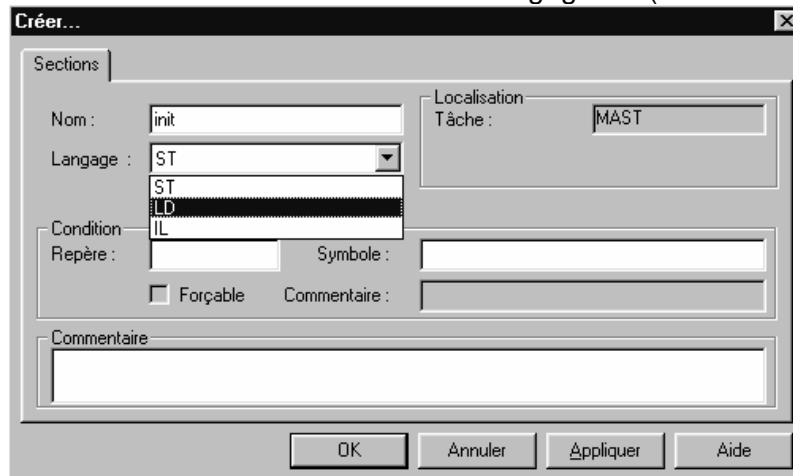 Créer...
Sections
Nom : init
Localisation
Tâche : MAST
Langage : ST
ST
LD
IL
Condition
Repère : Symbole :
Forçable Commentaire :
Commentaire
OK Annuler Appliquer Aide